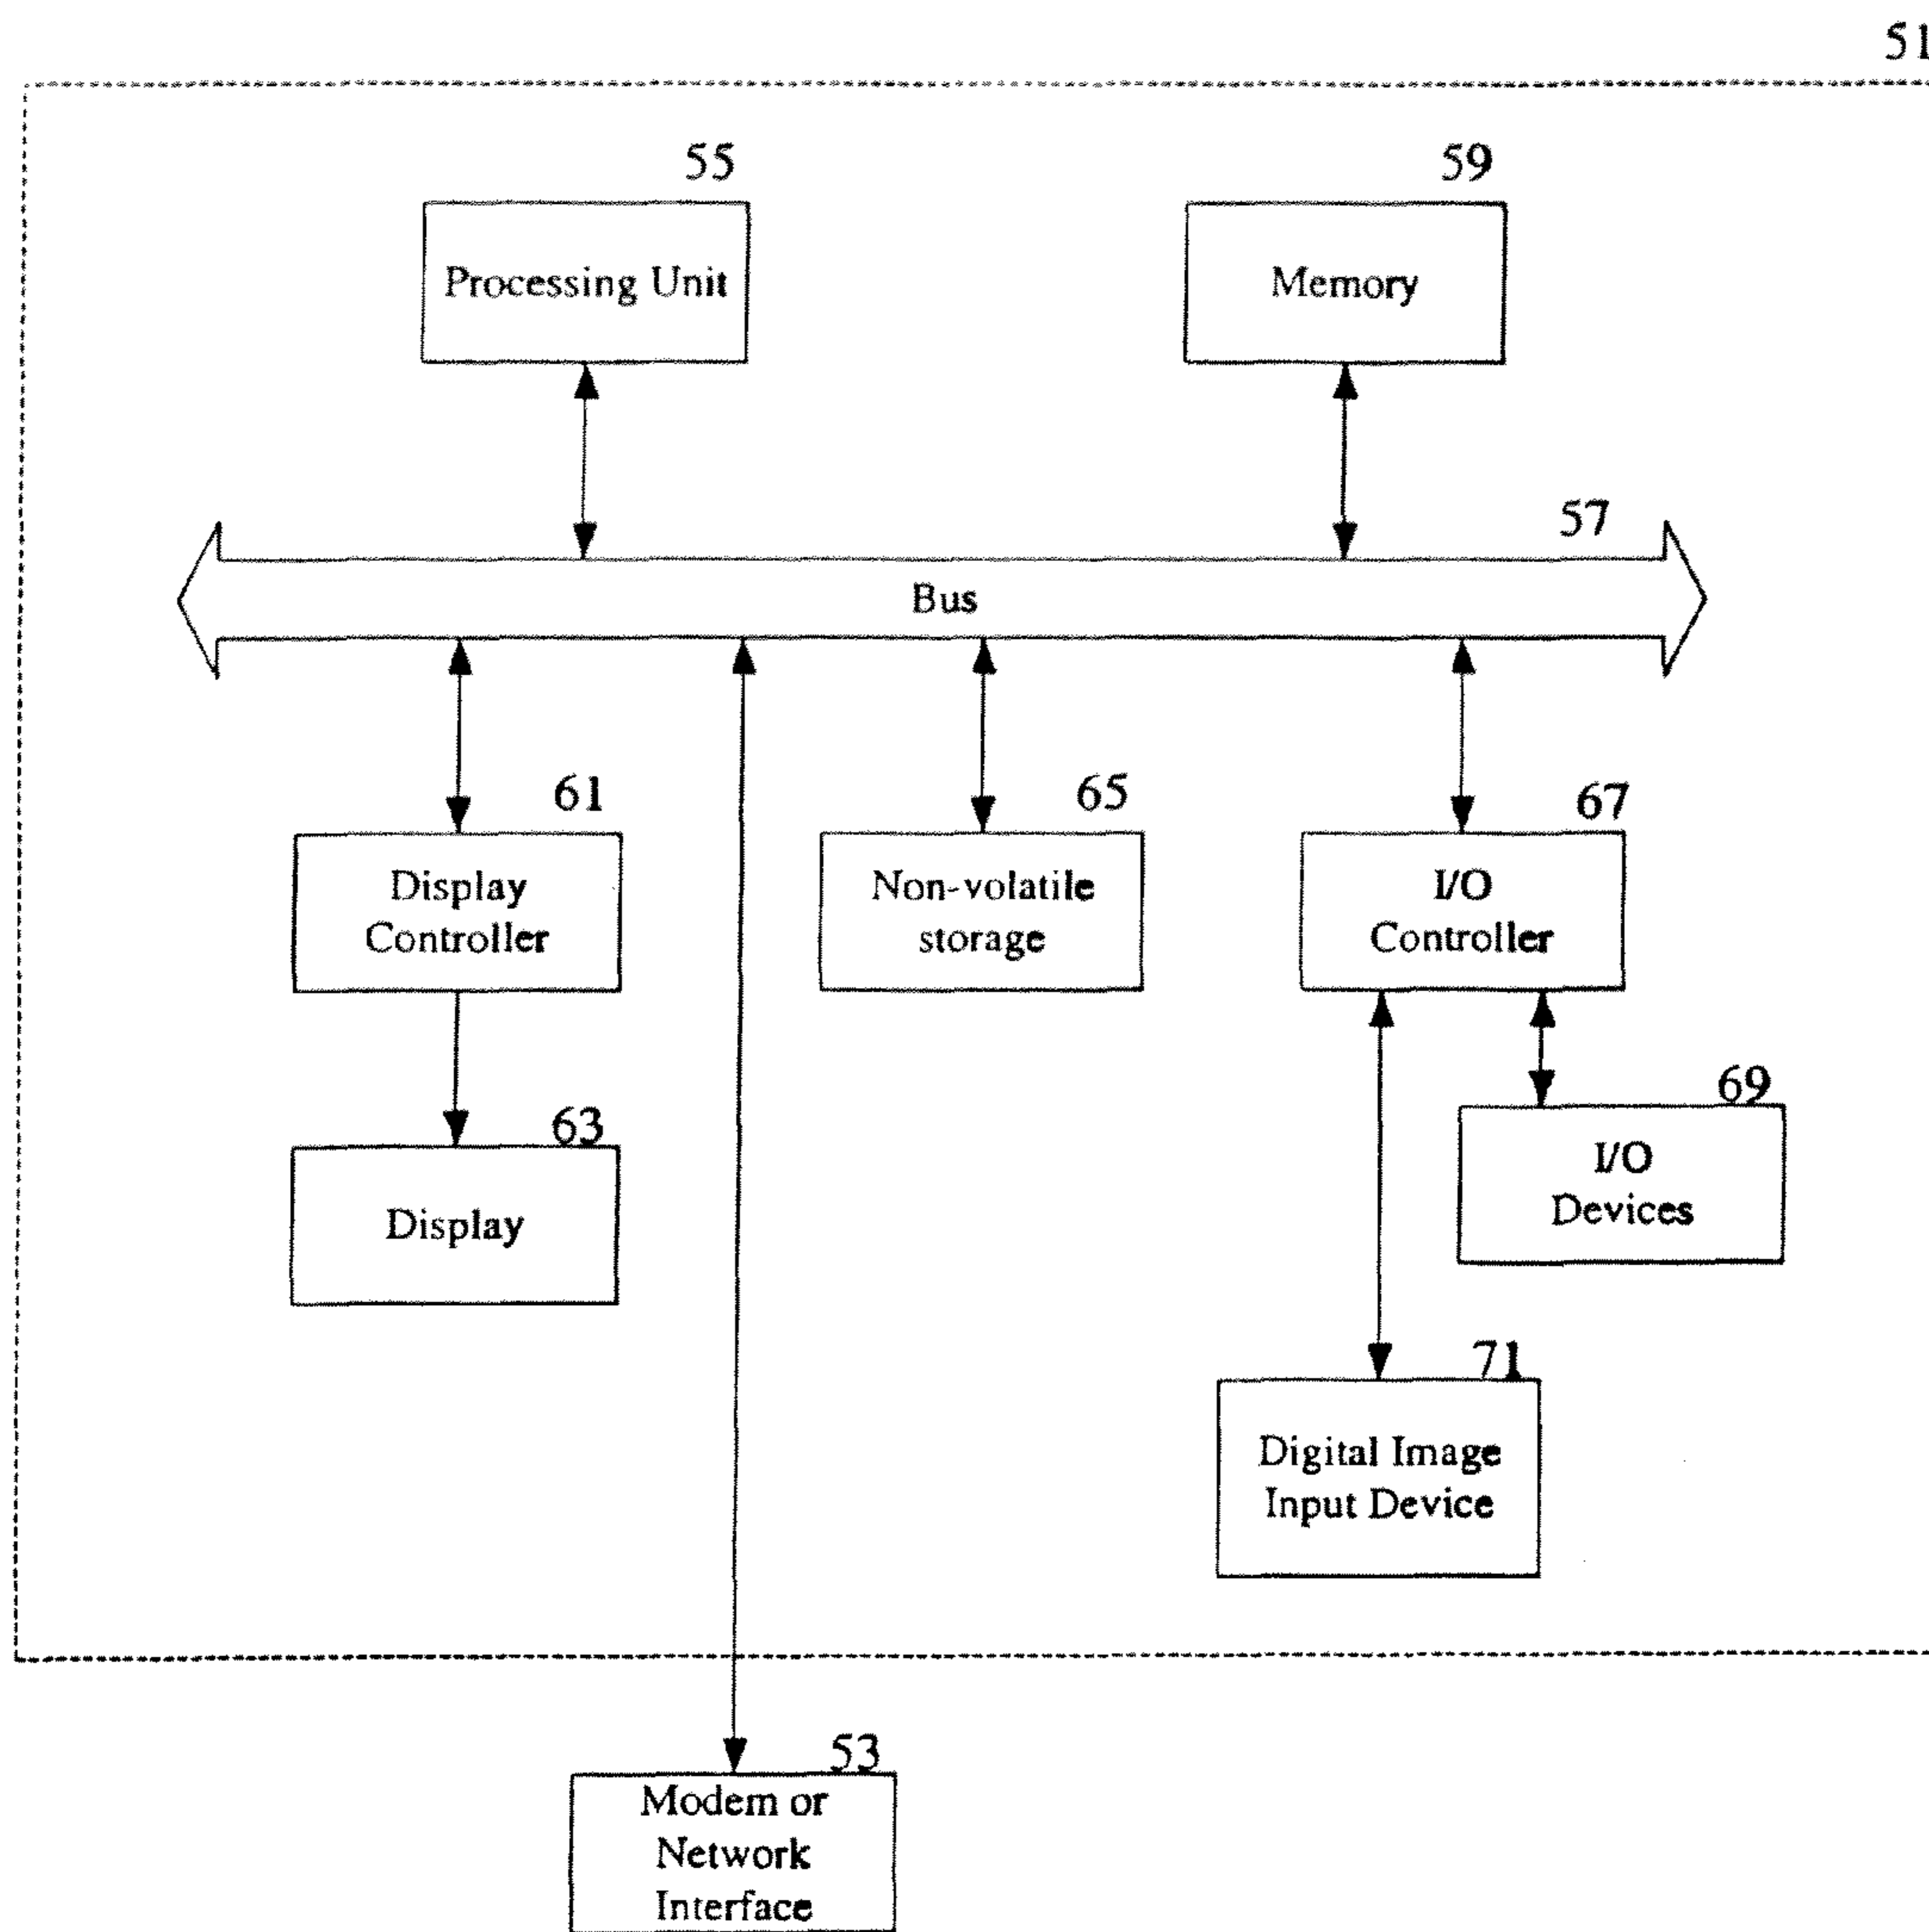 51
55
59
Processing Unit
Memory
57
Bus
61
65
67
Display
Controller
Non-volatile
storage
I/O
Controller
63
69
Display
I/O
Devices
71
Digital Image
Input Device
53
Modem or
Network
Interface